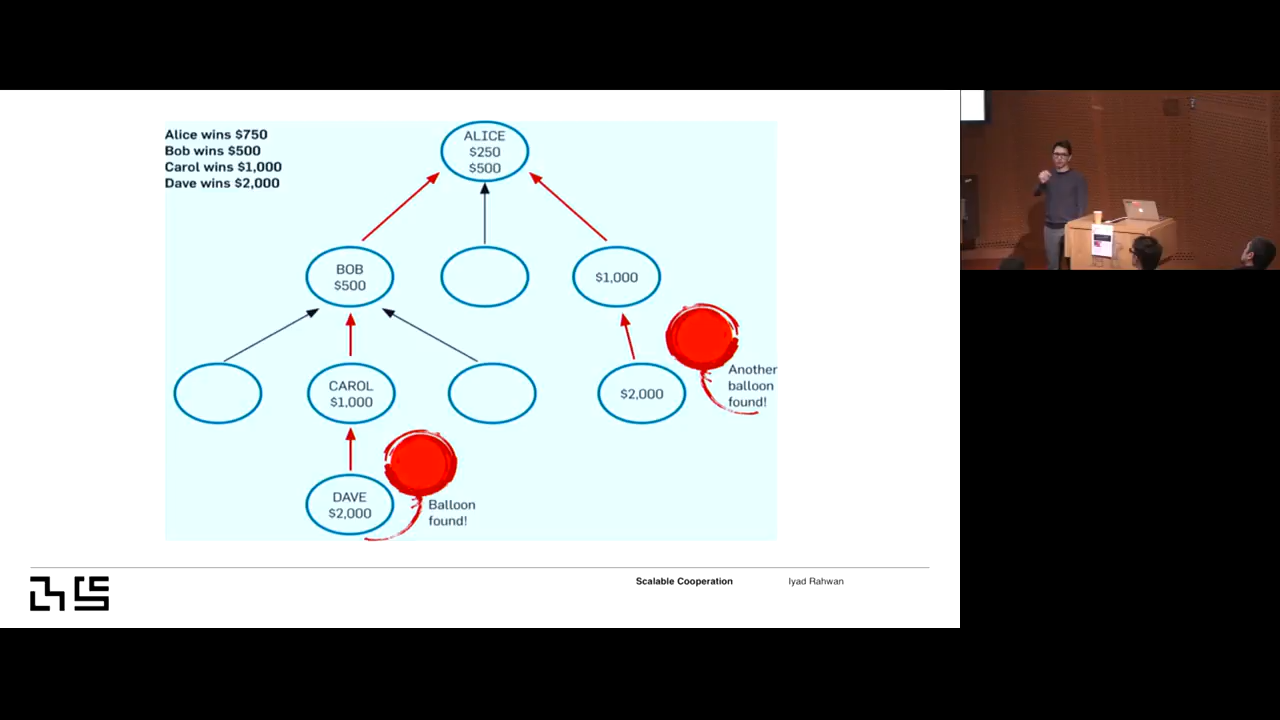 Alice wins $750
Bob wins $500
Carol wins $1,000
Dave wins $2,000
ALICE
$250
$500
BOB
$500
$1,000
CAROL
$1,000
$2,000
Another
balloon
found!
DAVE
$2,000
Balloon
found!
Scalable Cooperation
Iyad Rahwan